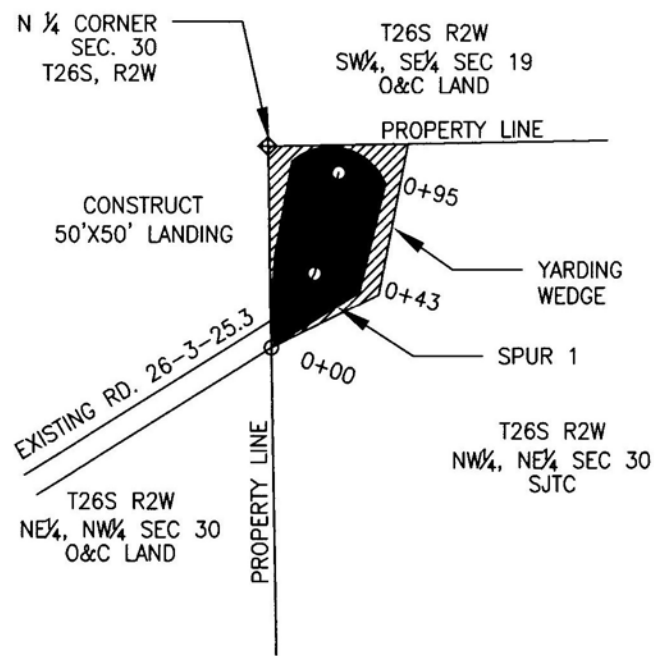 N ¼ CORNER
SEC. 30
T26S, R2W
T26S R2W
SW¼, SE¼ SEC 19
O&C LAND
PROPERTY LINE
CONSTRUCT
50'X50' LANDING
0+95
YARDING
WEDGE
0+43
SPUR 1
0+00
EXISTING RD. 26-3-25.3
T26S R2W
NW¼, NE¼ SEC 30
SJTC
PROPERTY LINE
T26S R2W
NE¼, NW¼ SEC 30
O&C LAND